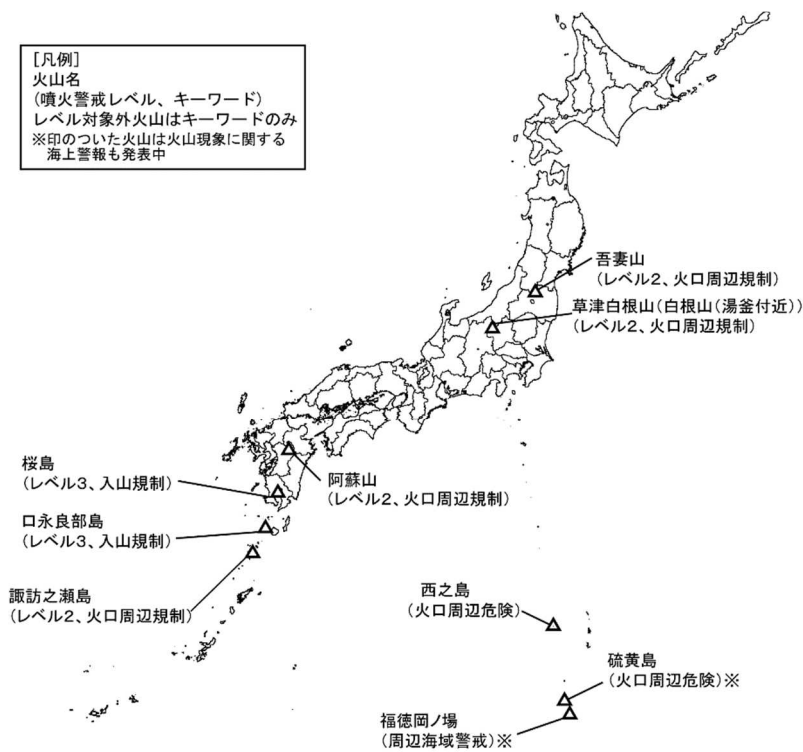 [凡例]
火山名
(噴火警戒レベル、キーワード)
レベル対象外火山はキーワードのみ
※印のついた火山は火山現象に関する
海上警報も発表中
吾妻山
(レベル2、火口周辺規制)
草津白根山(白根山(湯釜付近))
(レベル2、火口周辺規制)
桜島
(レベル3、入山規制)
阿蘇山
(レベル2、火口周辺規制)
口永良部島
(レベル3、入山規制)
諏訪之瀬島
(レベル2、火口周辺規制)
西之島
(火口周辺危険)
硫黄島
(火口周辺危険)※
福徳岡ノ場
(周辺海域警戒)※